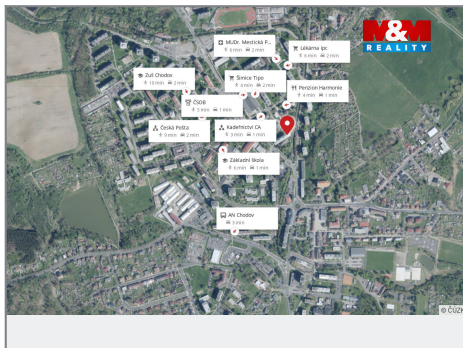 M&M
REALITY
MUDr. Mestická P...
6 min 2 min
Lékárna Ipc
6 min 2 min
Zuš Chodov
10 min 2 min
Simice Tipo
4 min 2 min
Penzion Harmonie
4 min 1 min
ČSOB
5 min 1 min
Česká Pošta
9 min 2 min
Kadeřnictví CA
3 min 1 min
Základní škola
6 min 1 min
AN Chodov
3 min
© ČÚZK